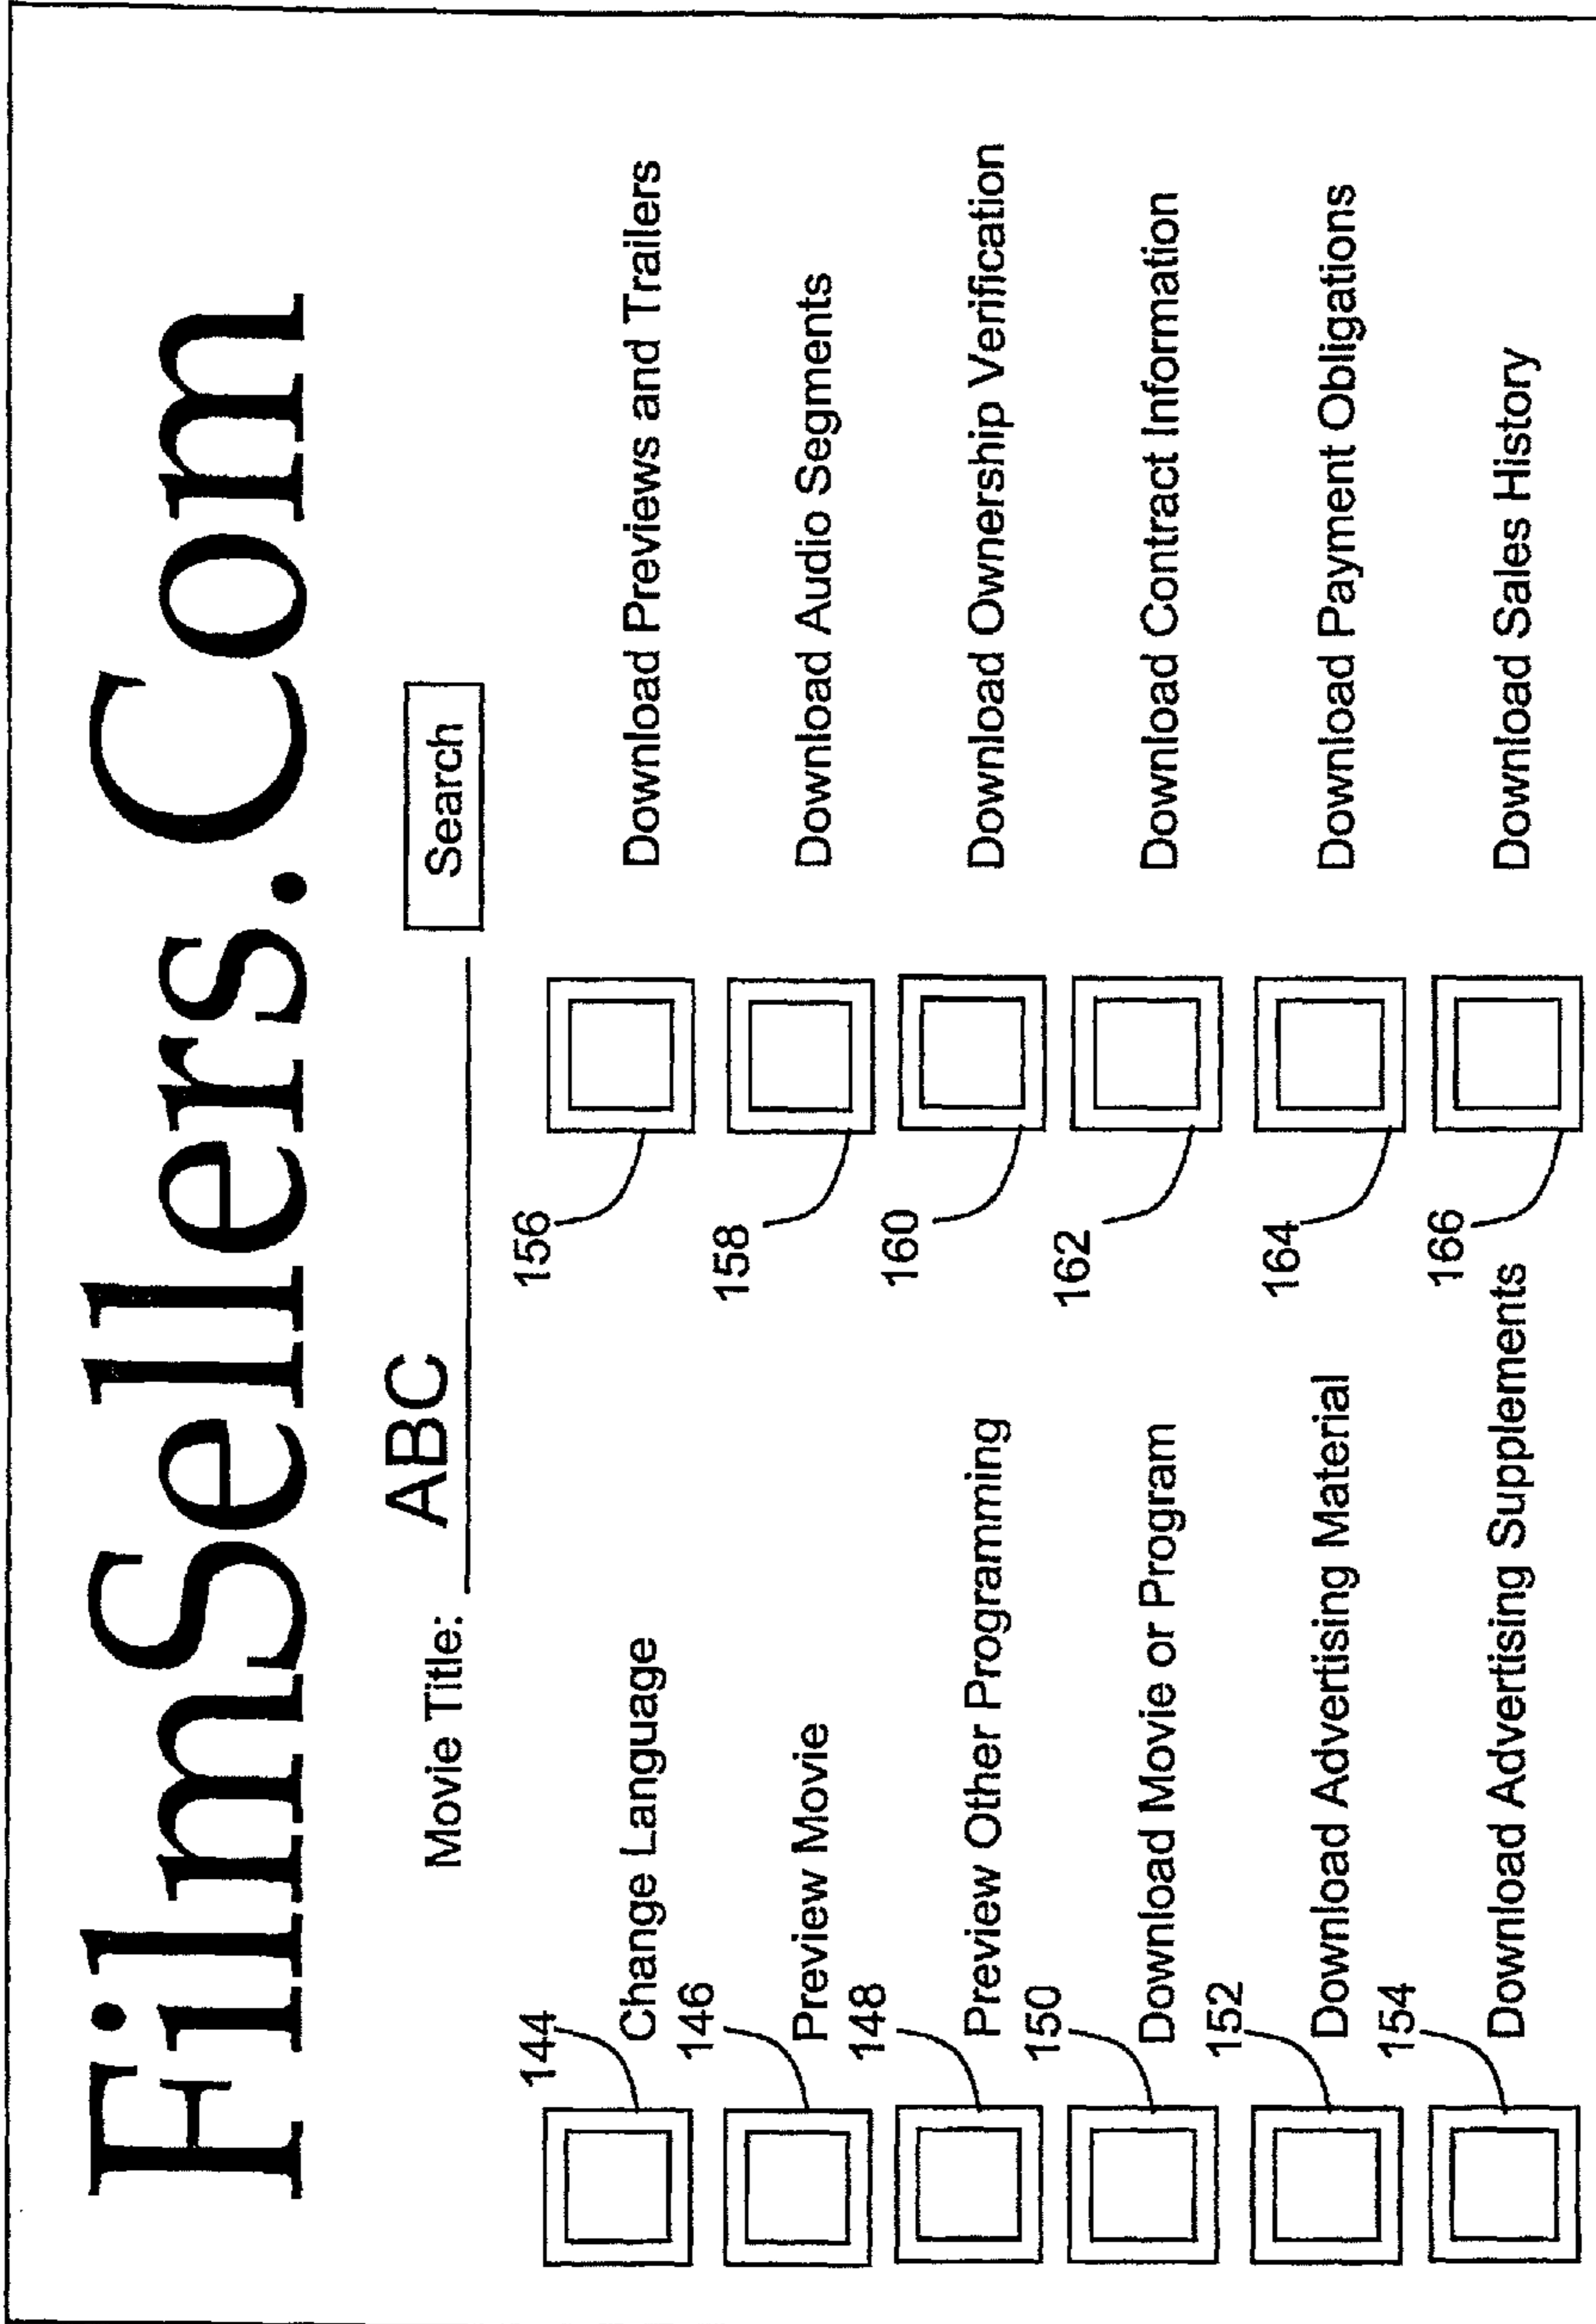 FilmSellers.Com
Movie Title: ABC Search
144 156
Change Language Download Previews and Trailers
146 158
Preview Movie Download Audio Segments
148 160
Preview Other Programming Download Ownership Verification
150 162
Download Movie or Program Download Contract Information
152 164
Download Advertising Material Download Payment Obligations
154 166
Download Advertising Supplements Download Sales History